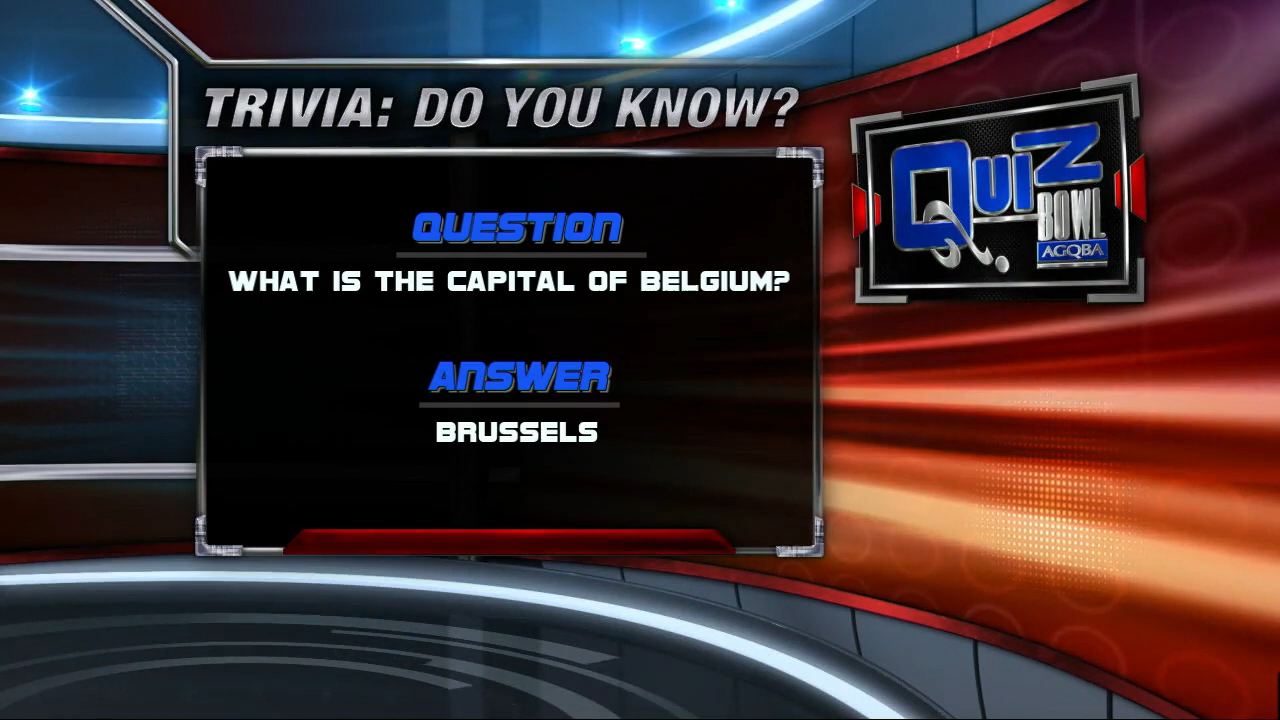 TRIVIA: DO YOU KNOW?
QUIZ
BOWL
AGQBA
QUESTION
WHAT IS THE CAPITAL OF BELGIUM?
ANSWER
BRUSSELS